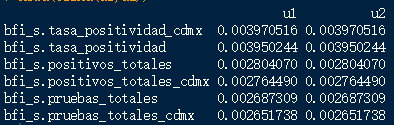 u1 u2
bfi_s.tasa_positividad_cdmx 0.003970516 0.003970516
bfi_s.tasa_positividad 0.003950244 0.003950244
bfi_s.positivos_totales 0.002804070 0.002804070
bfi_s.positivos_totales_cdmx 0.002764490 0.002764490
bfi_s.pruebas_totales 0.002687309 0.002687309
bfi_s.pruebas_totales_cdmx 0.002651738 0.002651738